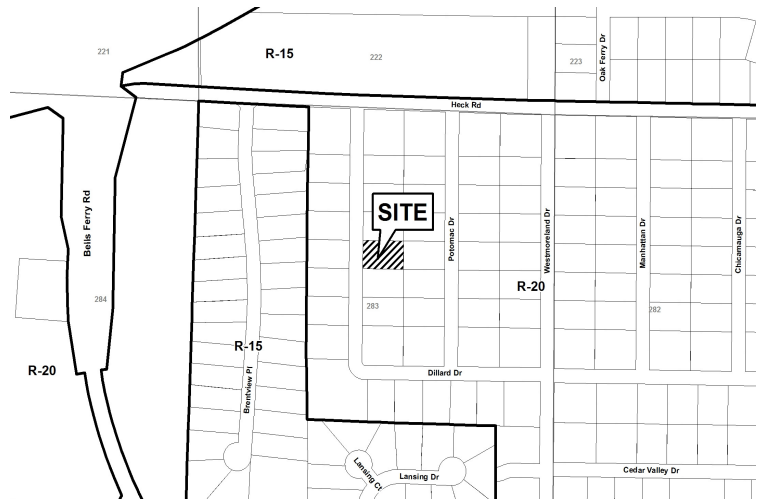 221
R-15
222
223
Oak Ferry Dr
Heck Rd
Bells Ferry Rd
SITE
Potomac Dr
Westmoreland Dr
Manhattan Dr
Chicamauga Dr
R-20
284
283
282
R-15
R-20
Brentview Pl
Dillard Dr
Lansing Ct
Lansing Dr
Cedar Valley Dr